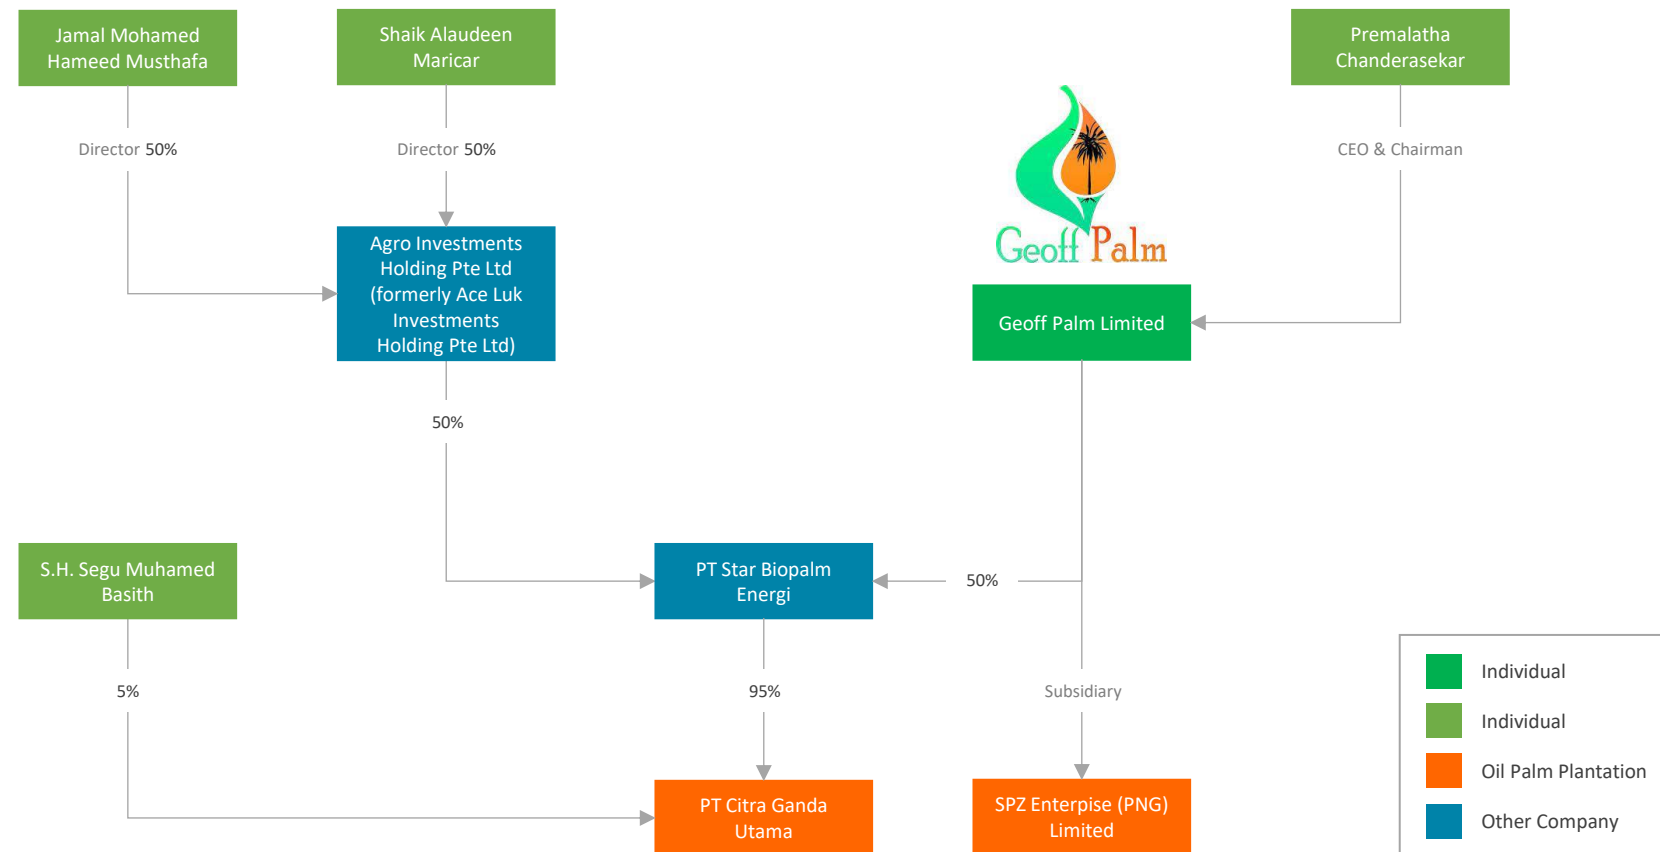 Jamal Mohamed
Hameed Musthafa
Shaik Alaudeen
Maricar
Premalatha
Chanderasekar
Director 50%
Director 50%
CEO & Chairman
Geoff Palm
Agro Investments
Holding Pte Ltd
(formerly Ace Luk
Investments
Holding Pte Ltd)
Geoff Palm Limited
50%
S.H. Segu Muhamed
Basith
PT Star Biopalm
Energi
50%
5%
95%
Subsidiary
PT Citra Ganda
Utama
SPZ Enterpise (PNG)
Limited
Individual
Individual
Oil Palm Plantation
Other Company